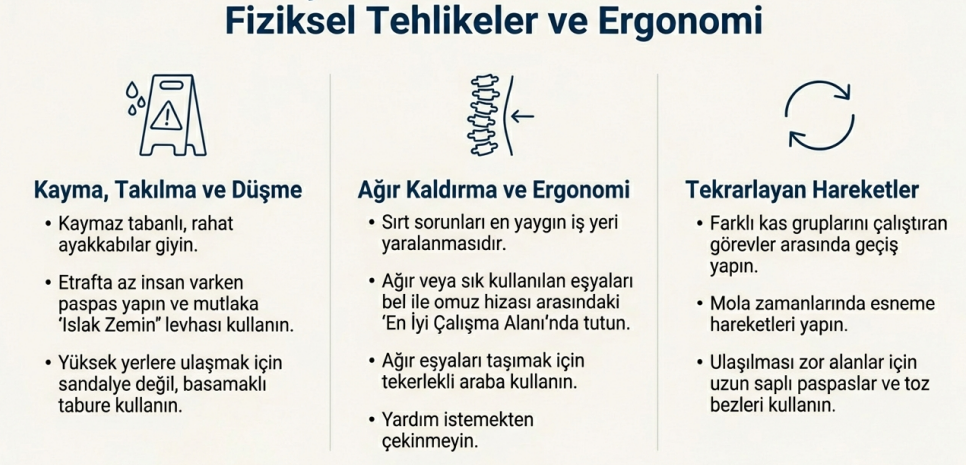 Fiziksel Tehlikeler ve Ergonomi
Kayma, Takılma ve Düşme
• Kaymaz tabanlı, rahat
ayakkabılar giyin.
• Etrafta az insan varken
paspas yapın ve mutlaka
‘Islak Zemin” levhası kullanın.
• Yüksek yerlere ulaşmak için
sandalye değil, basamaklı
tabure kullanın.
Ağır Kaldırma ve Ergonomi
• Sırt sorunları en yaygın iş yeri
yaralanmasıdır.
• Ağır veya sık kullanılan eşyaları
bel ile omuz hizası arasındaki
‘En İyi Çalışma Alanı’nda tutun.
• Ağır eşyaları taşımak için
tekerlekli araba kullanın.
• Yardım istemekten
çekinmeyin.
Tekrarlayan Hareketler
• Farklı kas gruplarını çalıştıran
görevler arasında geçiş
yapın.
• Mola zamanlarında esneme
hareketleri yapın.
• Ulaşılması zor alanlar için
uzun saplı paspaslar ve toz
bezleri kullanın.